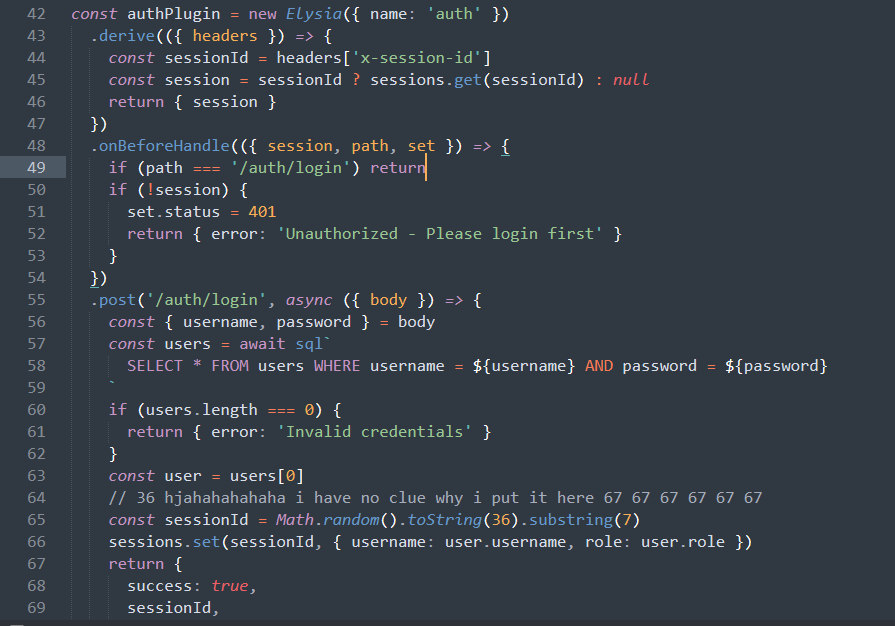 42 const authPlugin = new Elysia({ name: 'auth' })
43 .derive(({ headers }) => {
44 const sessionId = headers['x-session-id']
45 const session = sessionId ? sessions.get(sessionId) : null
46 return { session }
47 })
48 .onBeforeHandle(({ session, path, set }) => {
49 if (path === '/auth/login') return
50 if (!session) {
51 set.status = 401
52 return { error: 'Unauthorized - Please login first' }
53 }
54 })
55 .post('/auth/login', async ({ body }) => {
56 const { username, password } = body
57 const users = await sql`
58 SELECT * FROM users WHERE username = ${username} AND password = ${password}
59 `
60 if (users.length === 0) {
61 return { error: 'Invalid credentials' }
62 }
63 const user = users[0]
64 // 36 hjahahahahaha i have no clue why i put it here 67 67 67 67 67 67
65 const sessionId = Math.random().toString(36).substring(7)
66 sessions.set(sessionId, { username: user.username, role: user.role })
67 return {
68 success: true,
69 sessionId,